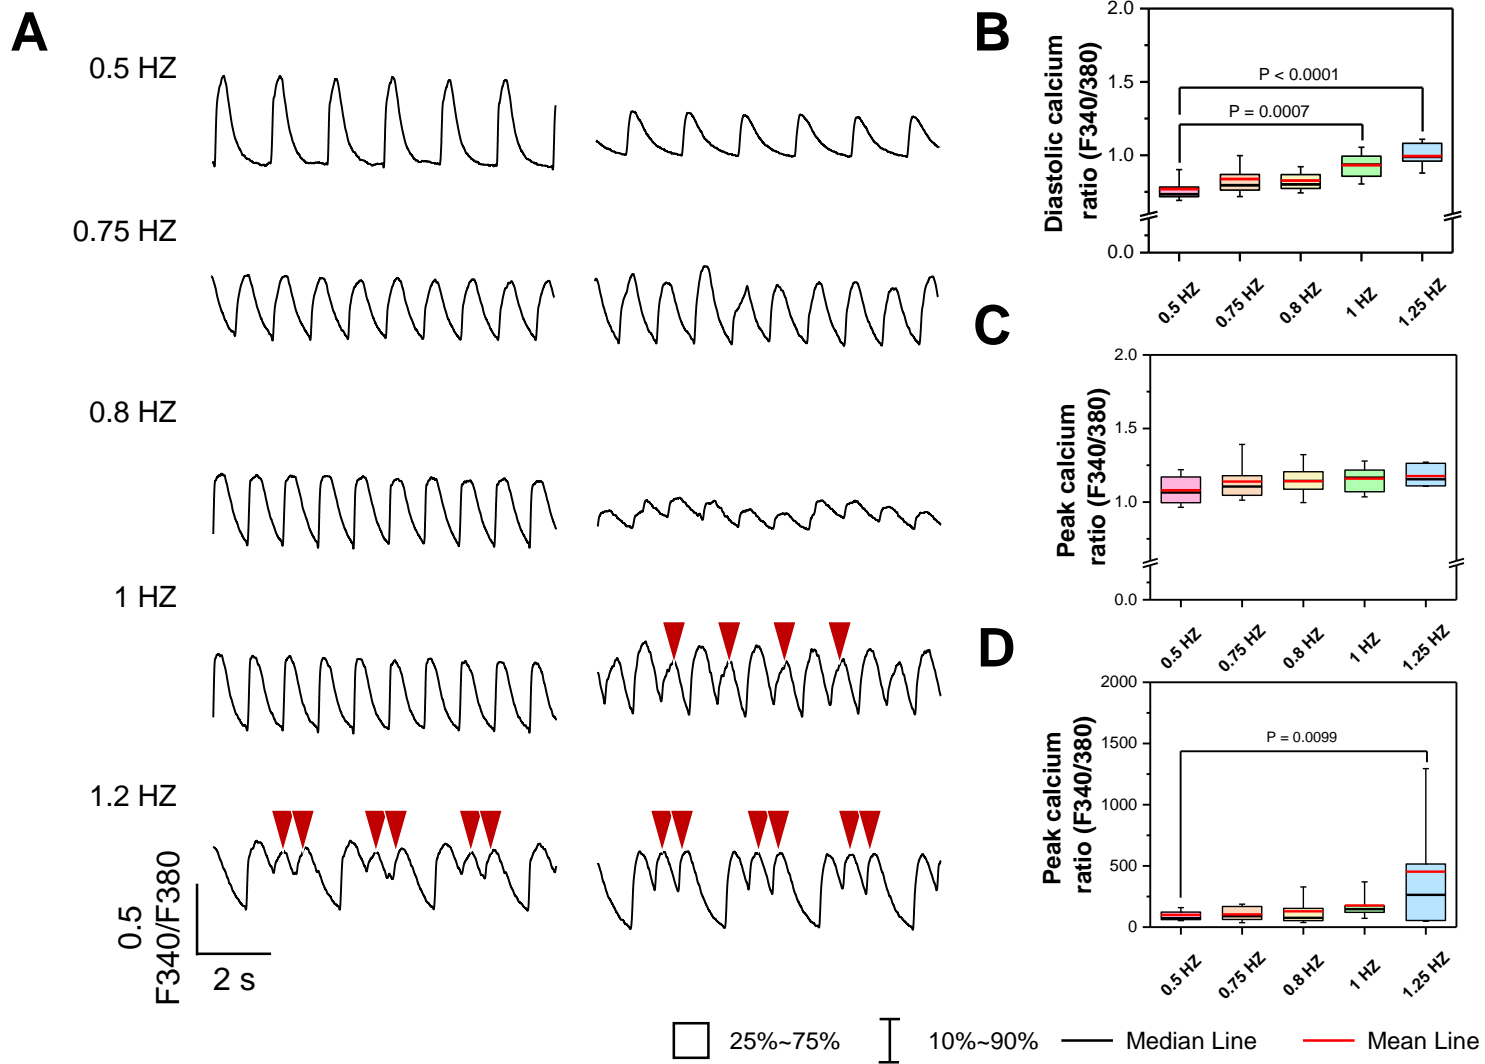 A
0.5 HZ
0.75 HZ
0.8 HZ
1 HZ
1.2 HZ
0.5
F340/F380
2 s
B
Diastolic calcium
ratio (F340/380)
2.0
1.5
1.0
0.0
P < 0.0001
P = 0.0007
0.5 HZ
0.75 HZ
0.8 HZ
1 HZ
1.25 HZ
C
Peak calcium
ratio (F340/380)
2.0
1.5
1.0
0.0
0.5 HZ
0.75 HZ
0.8 HZ
1 HZ
1.25 HZ
D
Peak calcium
ratio (F340/380)
2000
1500
1000
500
0
P = 0.0099
0.5 HZ
0.75 HZ
0.8 HZ
1 HZ
1.25 HZ
25%~75%
10%~90%
Median Line
Mean Line